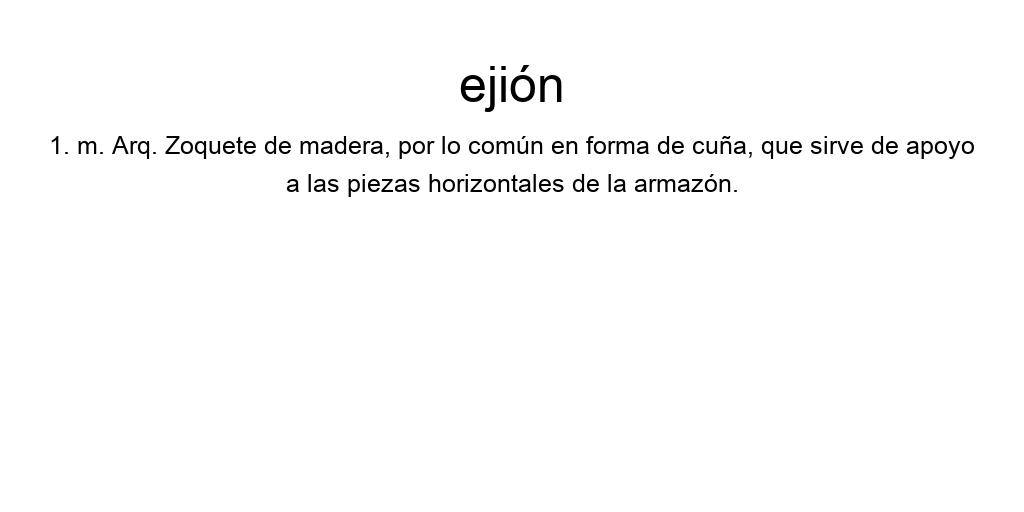 ejión
1. m. Arq. Zoquete de madera, por lo común en forma de cuña, que sirve de apoyo
a las piezas horizontales de la armazón.